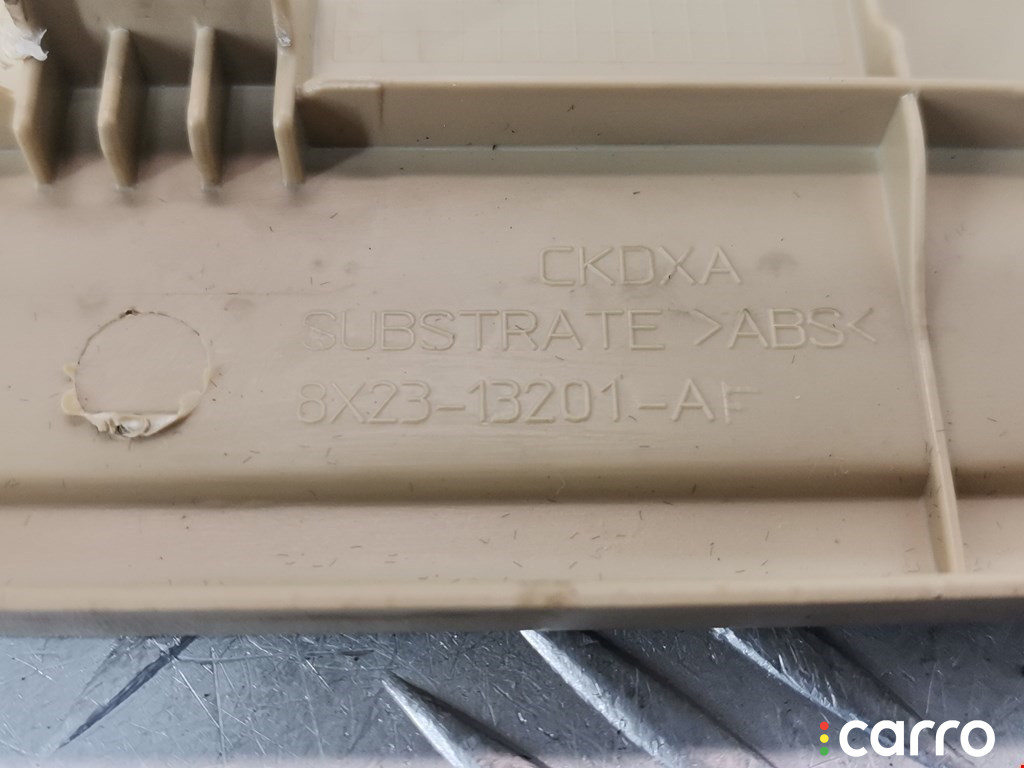 CKDXA
SUBSTRATE >ABS<
8X23-13201-AF
carro